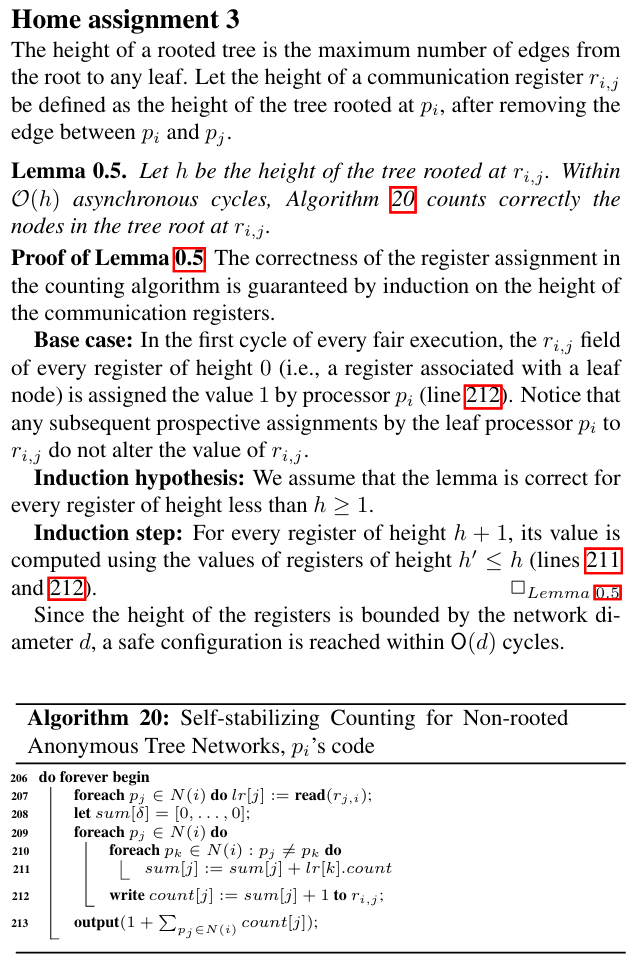 Home assignment 3
The height of a rooted tree is the maximum number of edges from
the root to any leaf. Let the height of a communication register r_{i,j}
be defined as the height of the tree rooted at p_i, after removing the
edge between p_i and p_j.
Lemma 0.5. Let h be the height of the tree rooted at r_{i,j}. Within
O(h) asynchronous cycles, Algorithm 20 counts correctly the
nodes in the tree root at r_{i,j}.
Proof of Lemma 0.5 The correctness of the register assignment in
the counting algorithm is guaranteed by induction on the height of
the communication registers.
Base case: In the first cycle of every fair execution, the r_{i,j} field
of every register of height 0 (i.e., a register associated with a leaf
node) is assigned the value 1 by processor p_i (line 212). Notice that
any subsequent prospective assignments by the leaf processor p_i to
r_{i,j} do not alter the value of r_{i,j}.
Induction hypothesis: We assume that the lemma is correct for
every register of height less than h ≥ 1.
Induction step: For every register of height h + 1, its value is
computed using the values of registers of height h′ ≤ h (lines 211
and 212). □_{Lemma 0.5}
Since the height of the registers is bounded by the network di-
ameter d, a safe configuration is reached within O(d) cycles.
Algorithm 20: Self-stabilizing Counting for Non-rooted
Anonymous Tree Networks, p_i's code
206 do forever begin
207 foreach p_j ∈ N(i) do lr[j] := read(r_{j,i});
208 let sum[δ] = [0, . . . , 0];
209 foreach p_j ∈ N(i) do
210 foreach p_k ∈ N(i) : p_j ≠ p_k do
211 sum[j] := sum[j] + lr[k].count
212 write count[j] := sum[j] + 1 to r_{i,j};
213 output(1 + ∑_{p_j∈N(i)} count[j]);